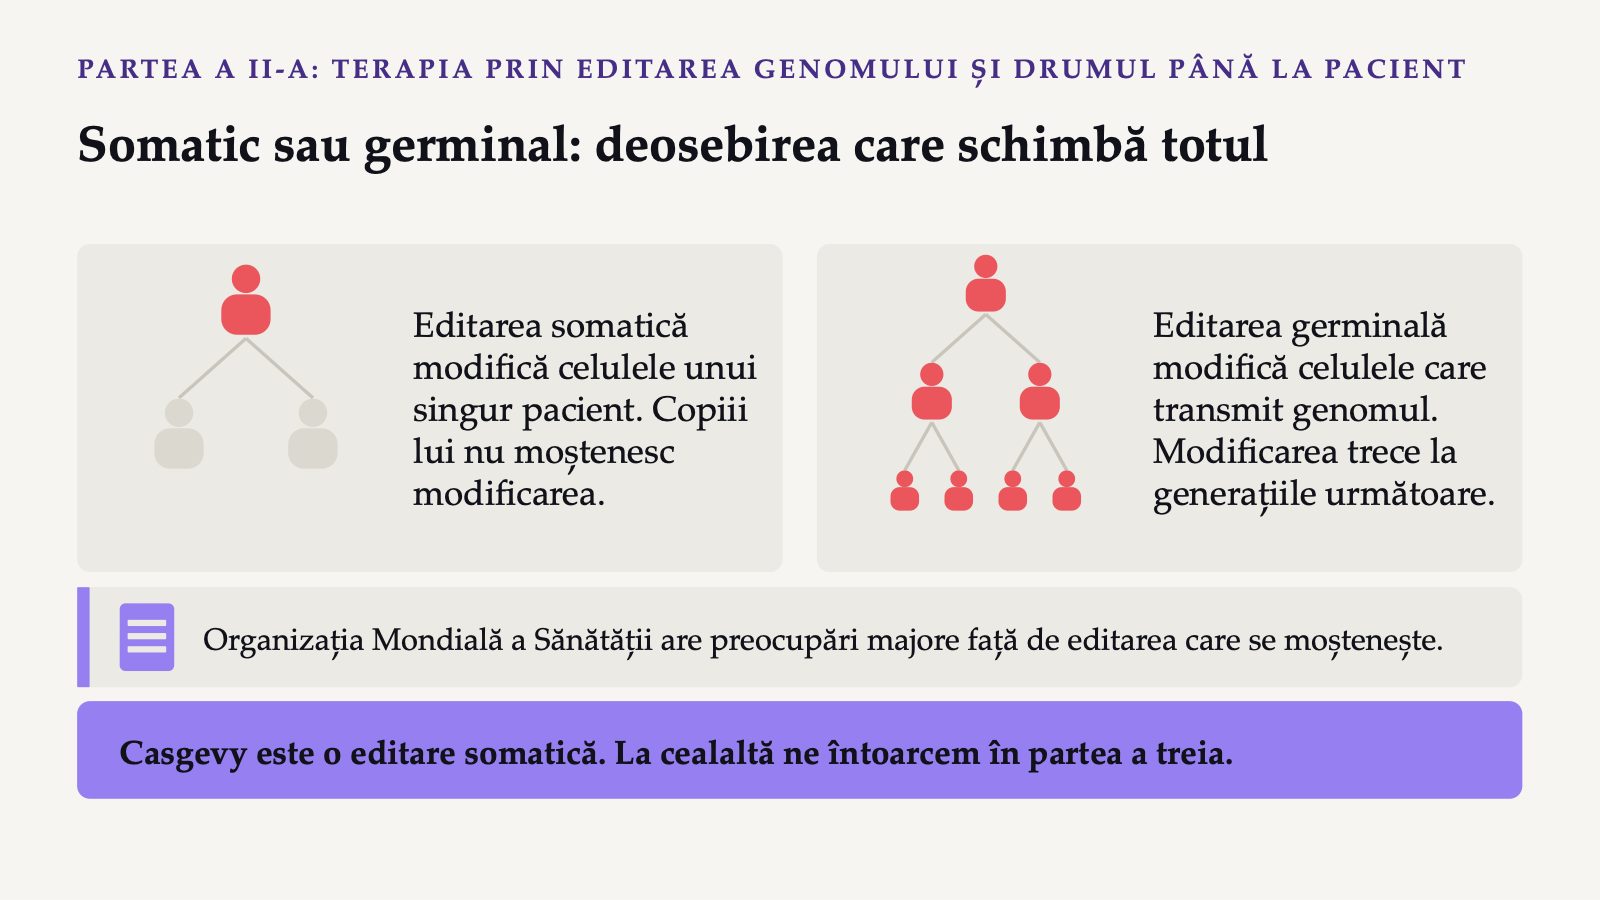 PARTEA A II-A: TERAPIA PRIN EDITAREA GENOMULUI ȘI DRUMUL PÂNĂ LA PACIENT
Somatic sau germinal: deosebirea care schimbă totul
Editarea somatică
modifică celulele unui
singur pacient. Copiii
lui nu moștenesc
modificarea.
Editarea germinală
modifică celulele care
transmit genomul.
Modificarea trece la
generațiile următoare.
Organizația Mondială a Sănătății are preocupări majore față de editarea care se moștenește.
Casgevy este o editare somatică. La cealaltă ne întoarcem în partea a treia.